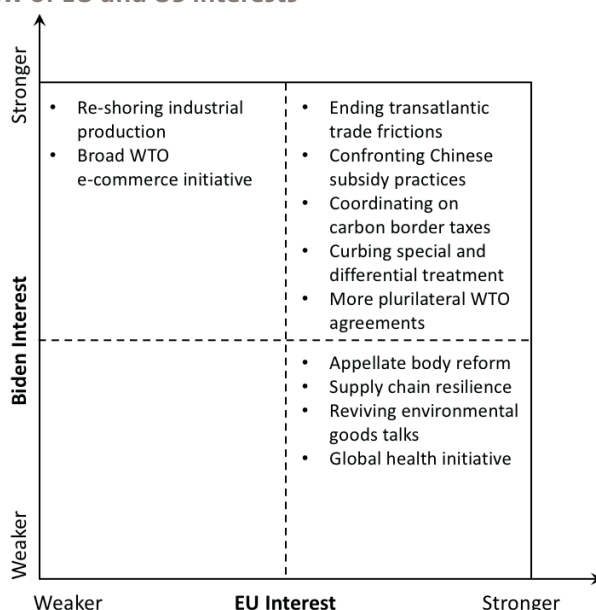 of EU and US interests
Stronger
• Re-shoring industrial
production
• Broad WTO
e-commerce initiative
• Ending transatlantic
trade frictions
• Confronting Chinese
subsidy practices
• Coordinating on
carbon border taxes
• Curbing special and
differential treatment
• More plurilateral WTO
agreements
Biden Interest
• Appellate body reform
• Supply chain resilience
• Reviving environmental
goods talks
• Global health initiative
Weaker
Weaker
EU Interest
Stronger